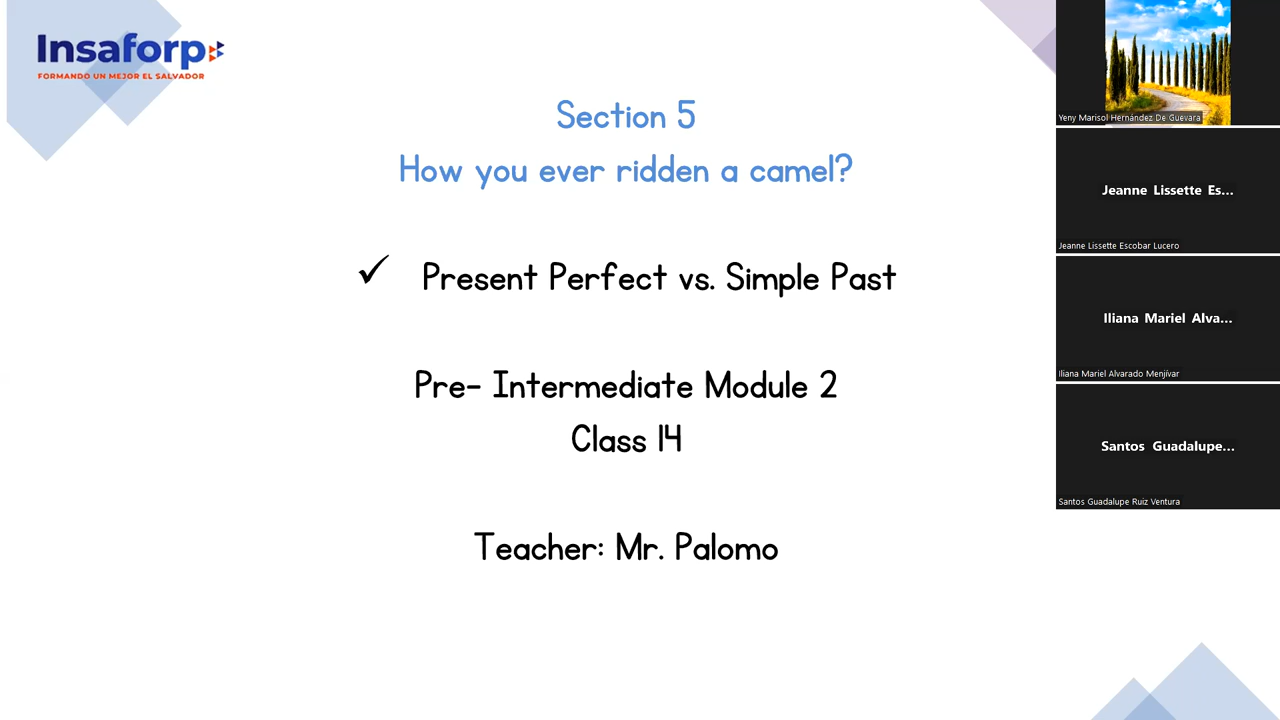 Insaforp
FORMANDO UN MEJOR EL SALVADOR
Section 5
How you ever ridden a camel?
✓ Present Perfect vs. Simple Past
Pre- Intermediate Module 2
Class 14
Teacher: Mr. Palomo
Yeny Marisol Hernández De Guevara
Jeanne Lissette Es...
Jeanne Lissette Escobar Lucero
Iliana Mariel Alva...
Iliana Mariel Alvarado Menjívar
Santos Guadalupe...
Santos Guadalupe Ruiz Ventura